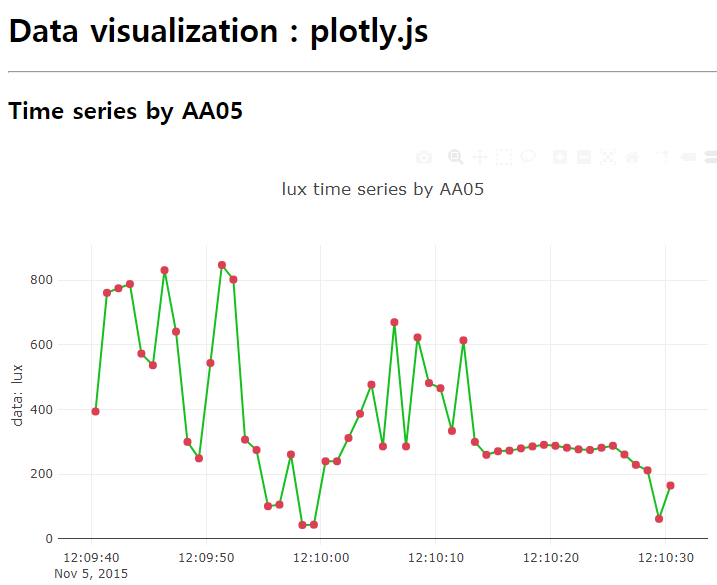 Data visualization : plotly.js
Time series by AA05
lux time series by AA05
800
600
400
200
0
data: lux
12:09:40 12:09:50 12:10:00 12:10:10 12:10:20 12:10:30
Nov 5, 2015